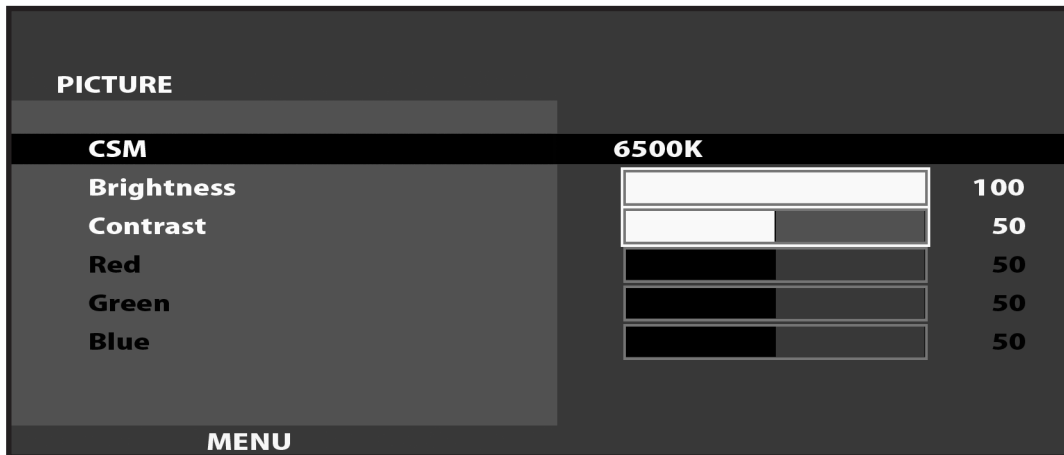 PICTURE
CSM 6500K
Brightness 100
Contrast 50
Red 50
Green 50
Blue 50
MENU